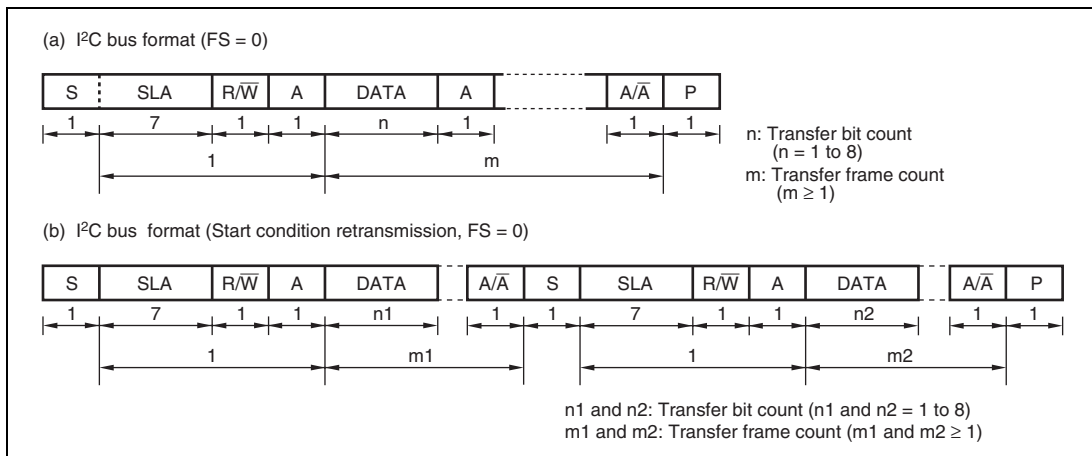 (a) I²C bus format (FS = 0)
S SLA R/W̅ A DATA A A/A̅ P
1 7 1 1 n 1 1 1
1 m
n: Transfer bit count
(n = 1 to 8)
m: Transfer frame count
(m ≥ 1)
(b) I²C bus format (Start condition retransmission, FS = 0)
S SLA R/W̅ A DATA A/A̅ S SLA R/W̅ A DATA A/A̅ P
1 7 1 1 n1 1 1 7 1 1 n2 1 1
1 m1 1 m2
n1 and n2: Transfer bit count (n1 and n2 = 1 to 8)
m1 and m2: Transfer frame count (m1 and m2 ≥ 1)